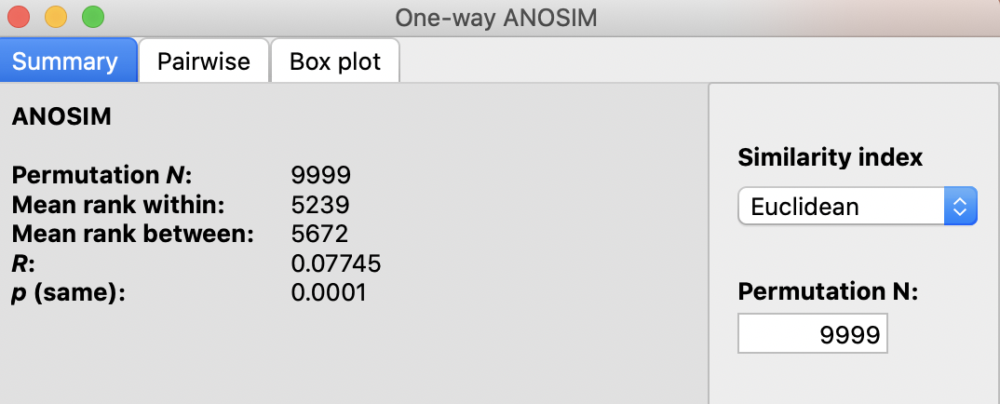 One-way ANOSIM
Summary Pairwise Box plot
ANOSIM
Permutation N: 9999
Mean rank within: 5239
Mean rank between: 5672
R: 0.07745
p (same): 0.0001
Similarity index
Euclidean
Permutation N:
9999